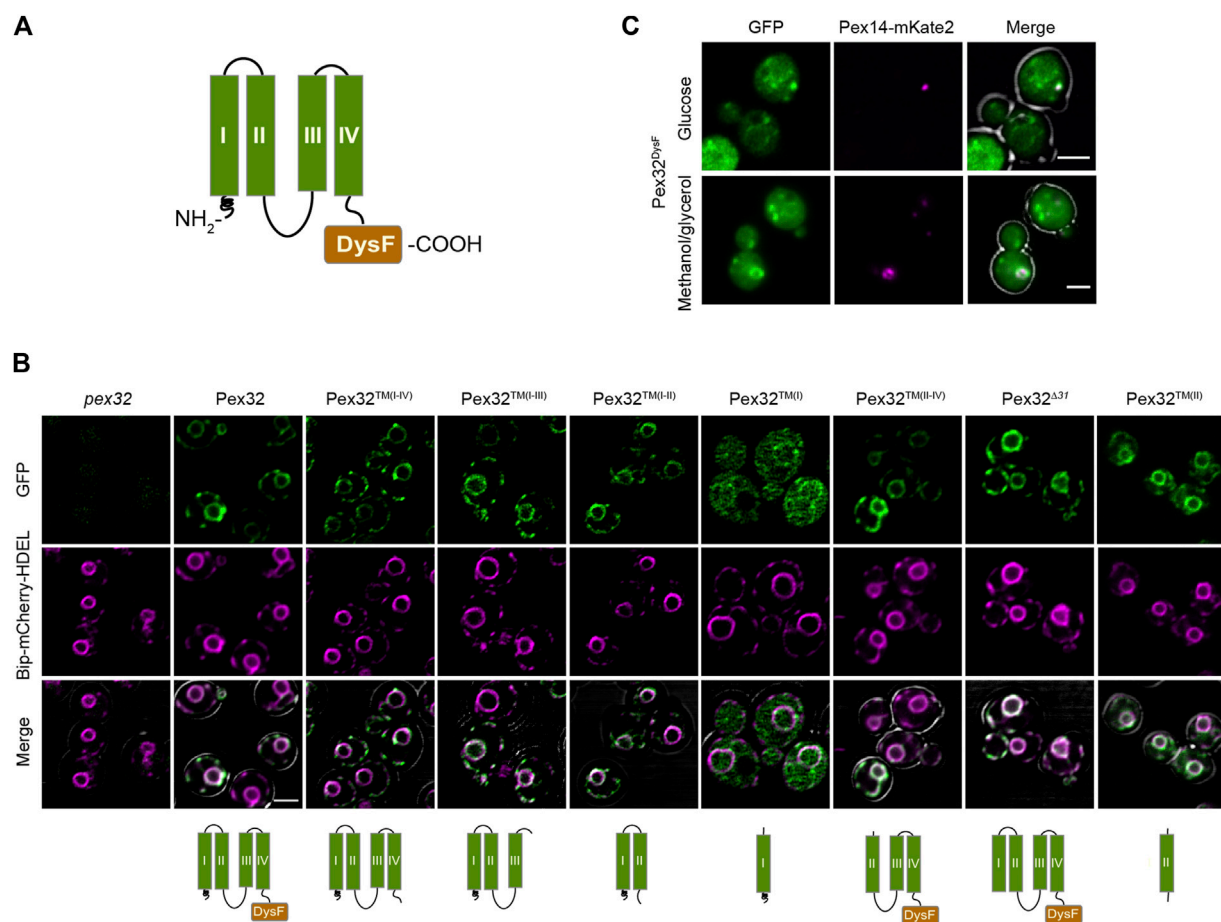 A
I
II
III
IV
NH₂-
DysF
-COOH
C
GFP
Pex14-mKate2
Merge
Pex32ᴰʸˢF
Glucose
Methanol/glycerol
B
pex32
Pex32
Pex32ᵀᴹ⁽ᴵ⁻ᴵⱽ⁾
Pex32ᵀᴹ⁽ᴵ⁻ᴵᴵᴵ⁾
Pex32ᵀᴹ⁽ᴵ⁻ᴵᴵ⁾
Pex32ᵀᴹ⁽ᴵ⁾
Pex32ᵀᴹ⁽ᴵᴵ⁻ᴵⱽ⁾
Pex32Δ³¹
Pex32ᵀᴹ⁽ᴵᴵ⁾
GFP
Bip-mCherry-HDEL
Merge
I II III IV
DysF
I II III IV
I II III
I II
I
II III IV
DysF
I II III IV
DysF
II